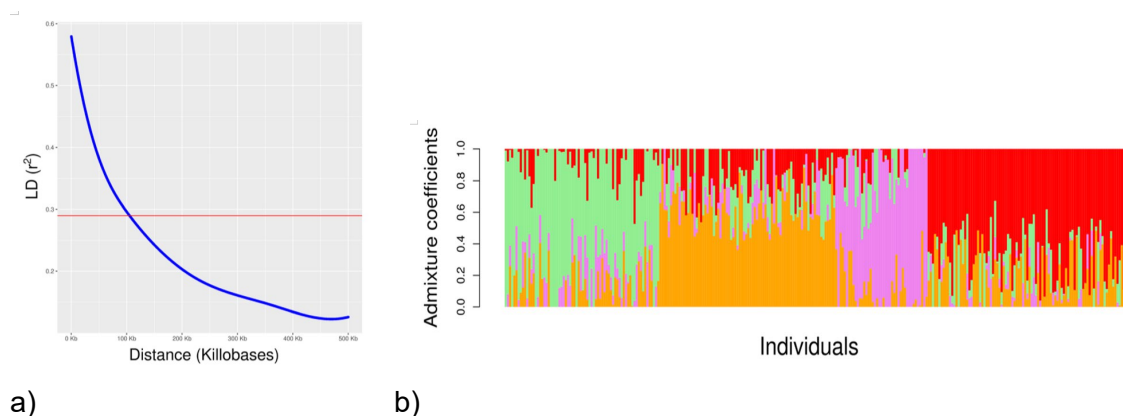 0.6
0.5
0.4
0.3
0.2
LD (r²)
0 Kb 100 Kb 200 Kb 300 Kb 400 Kb 500 Kb
Distance (Killobases)
a)
Admixture coefficients
1.0
0.8
0.6
0.4
0.2
0.0
Individuals
b)